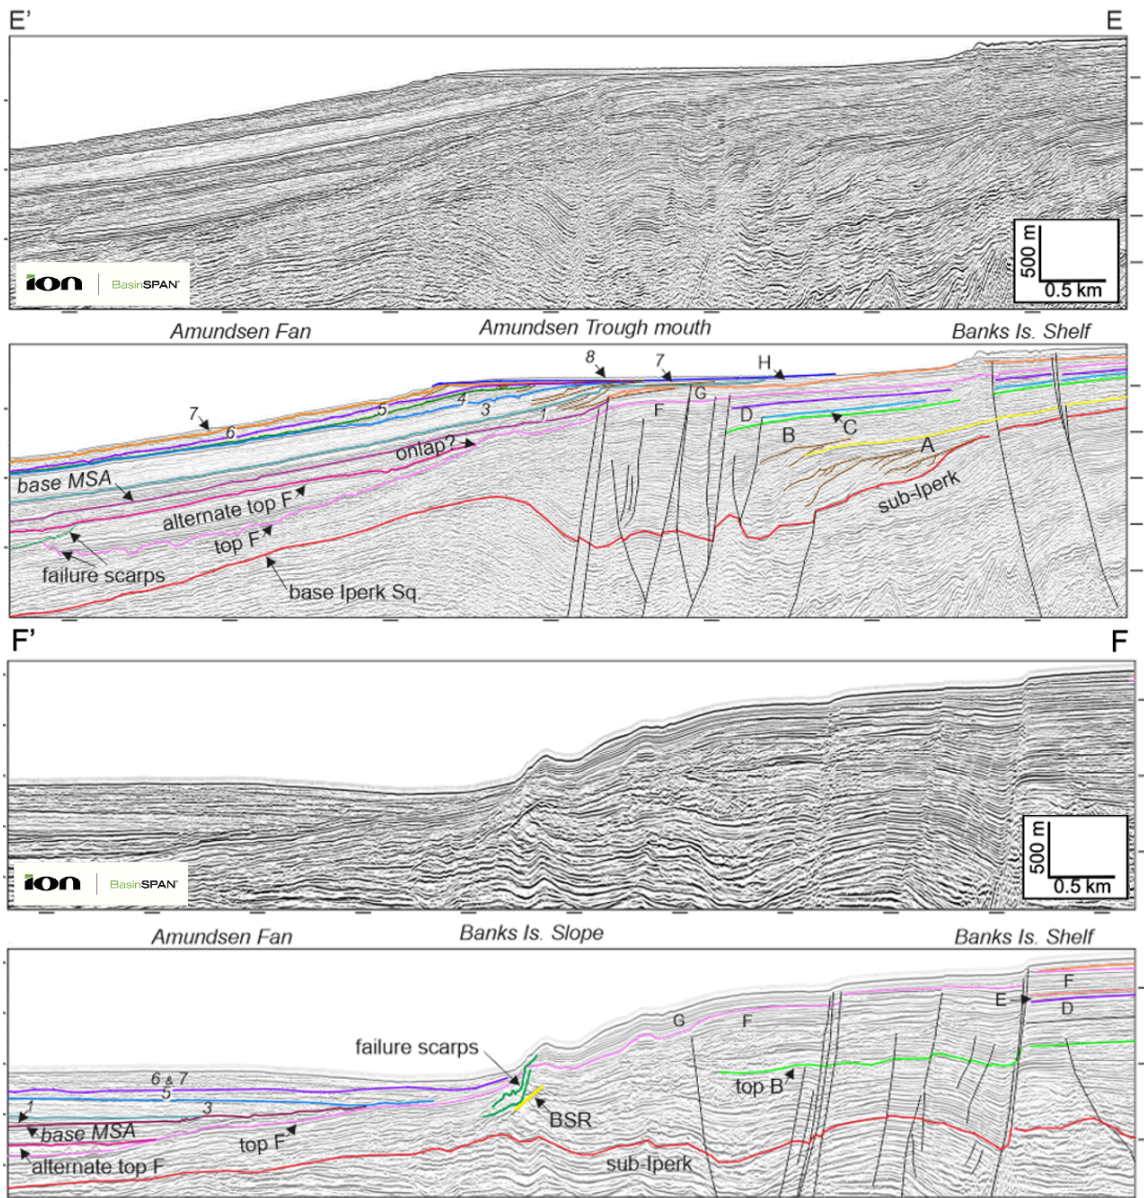 E' E
ion | BasinSPAN
500 m
0.5 km
Amundsen Fan Amundsen Trough mouth Banks Is. Shelf
8 7 H
7 6 5 4 3 1 F G D
B C
A
onlap?
base MSA
alternate top F
sub-Iperk
top F
failure scarps
base Iperk Sq
F' F
ion | BasinSPAN
500 m
0.5 km
Amundsen Fan Banks Is. Slope Banks Is. Shelf
F
E D
G F
failure scarps
6 & 7
5
top B
1 3
BSR
base MSA
top F
alternate top F
sub-Iperk